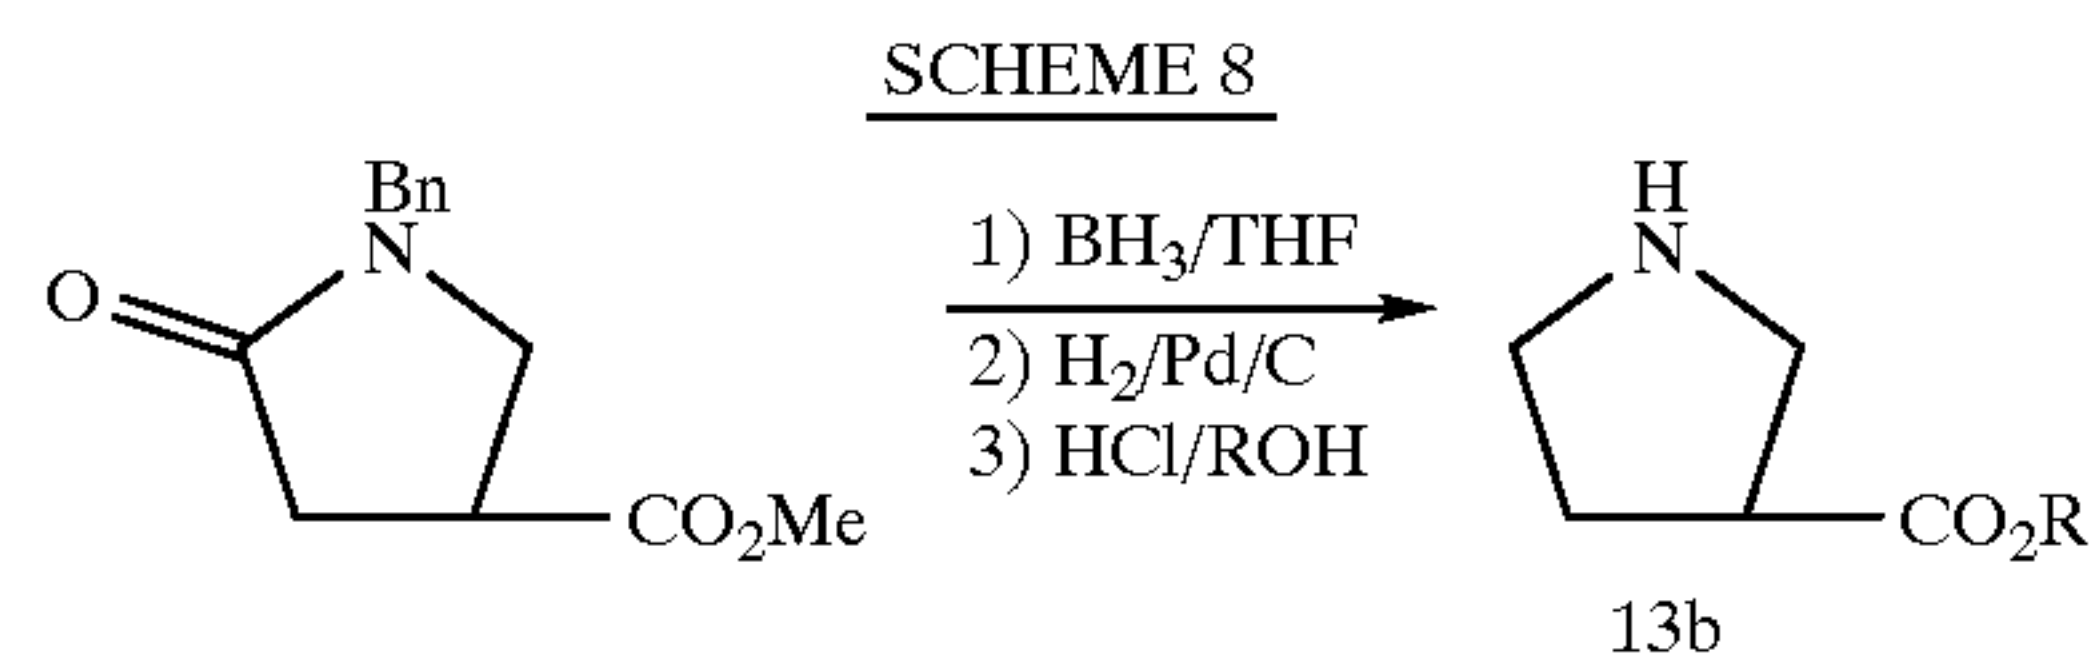 SCHEME 8
Bn
N
O
CO₂Me
1) BH₃/THF
2) H₂/Pd/C
3) HCl/ROH
H
N
CO₂R
13b